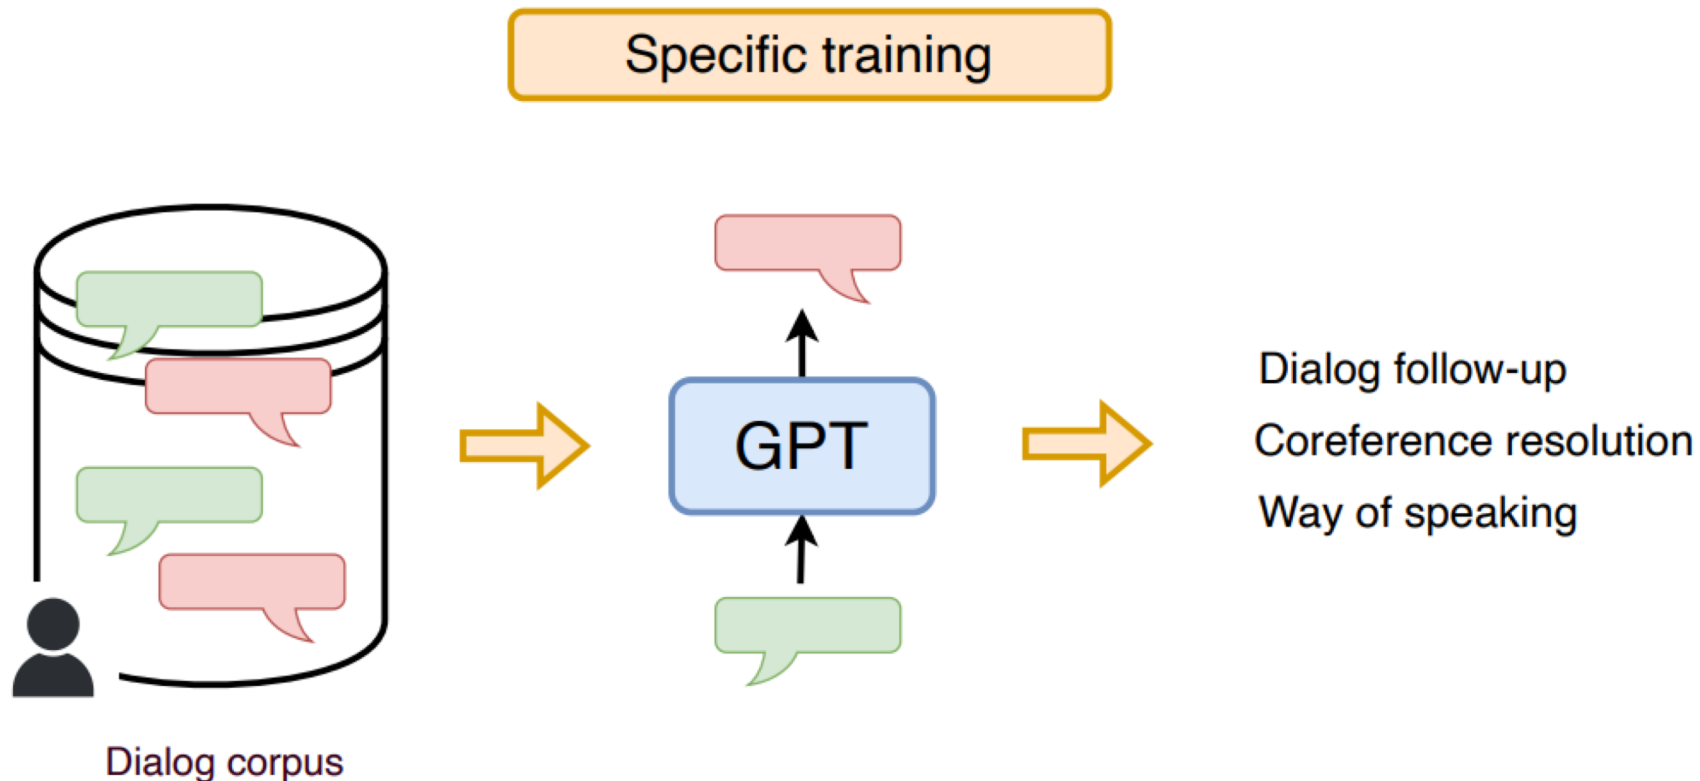 Specific training
GPT
Dialog follow-up
Coreference resolution
Way of speaking
Dialog corpus